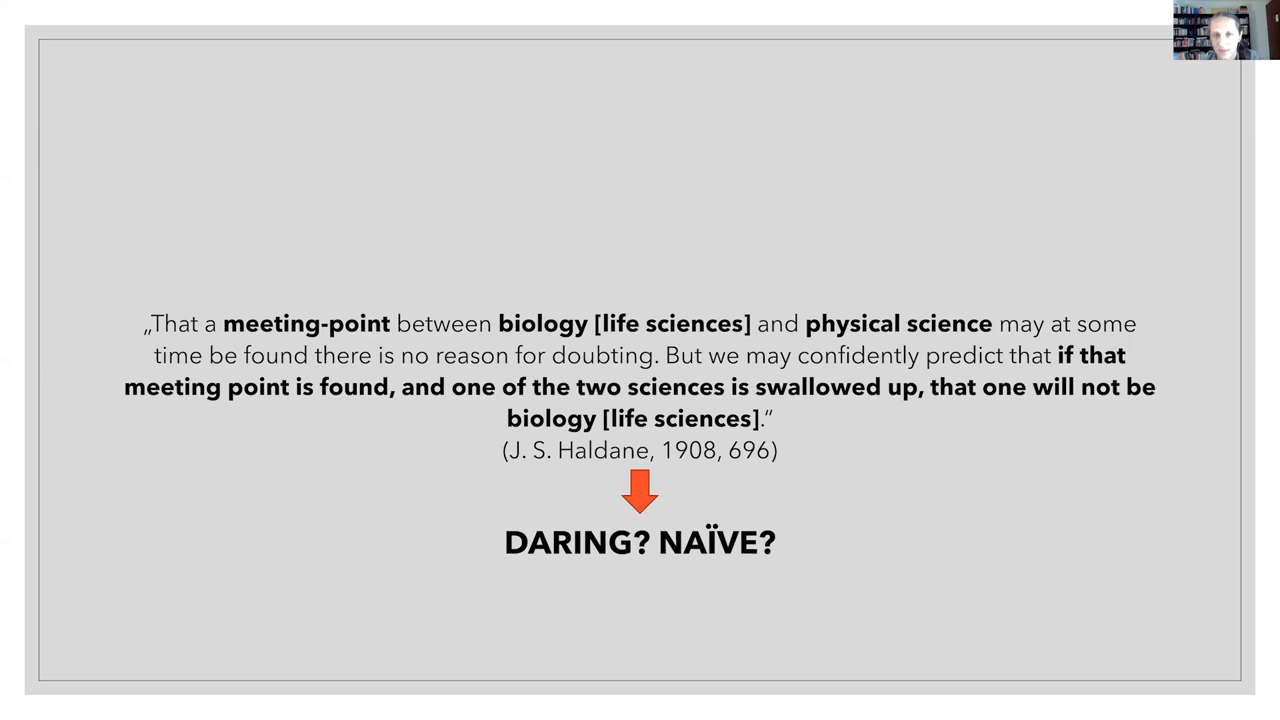 „That a meeting-point between biology [life sciences] and physical science may at some
time be found there is no reason for doubting. But we may confidently predict that if that
meeting point is found, and one of the two sciences is swallowed up, that one will not be
biology [life sciences].“
(J. S. Haldane, 1908, 696)
DARING? NAÏVE?